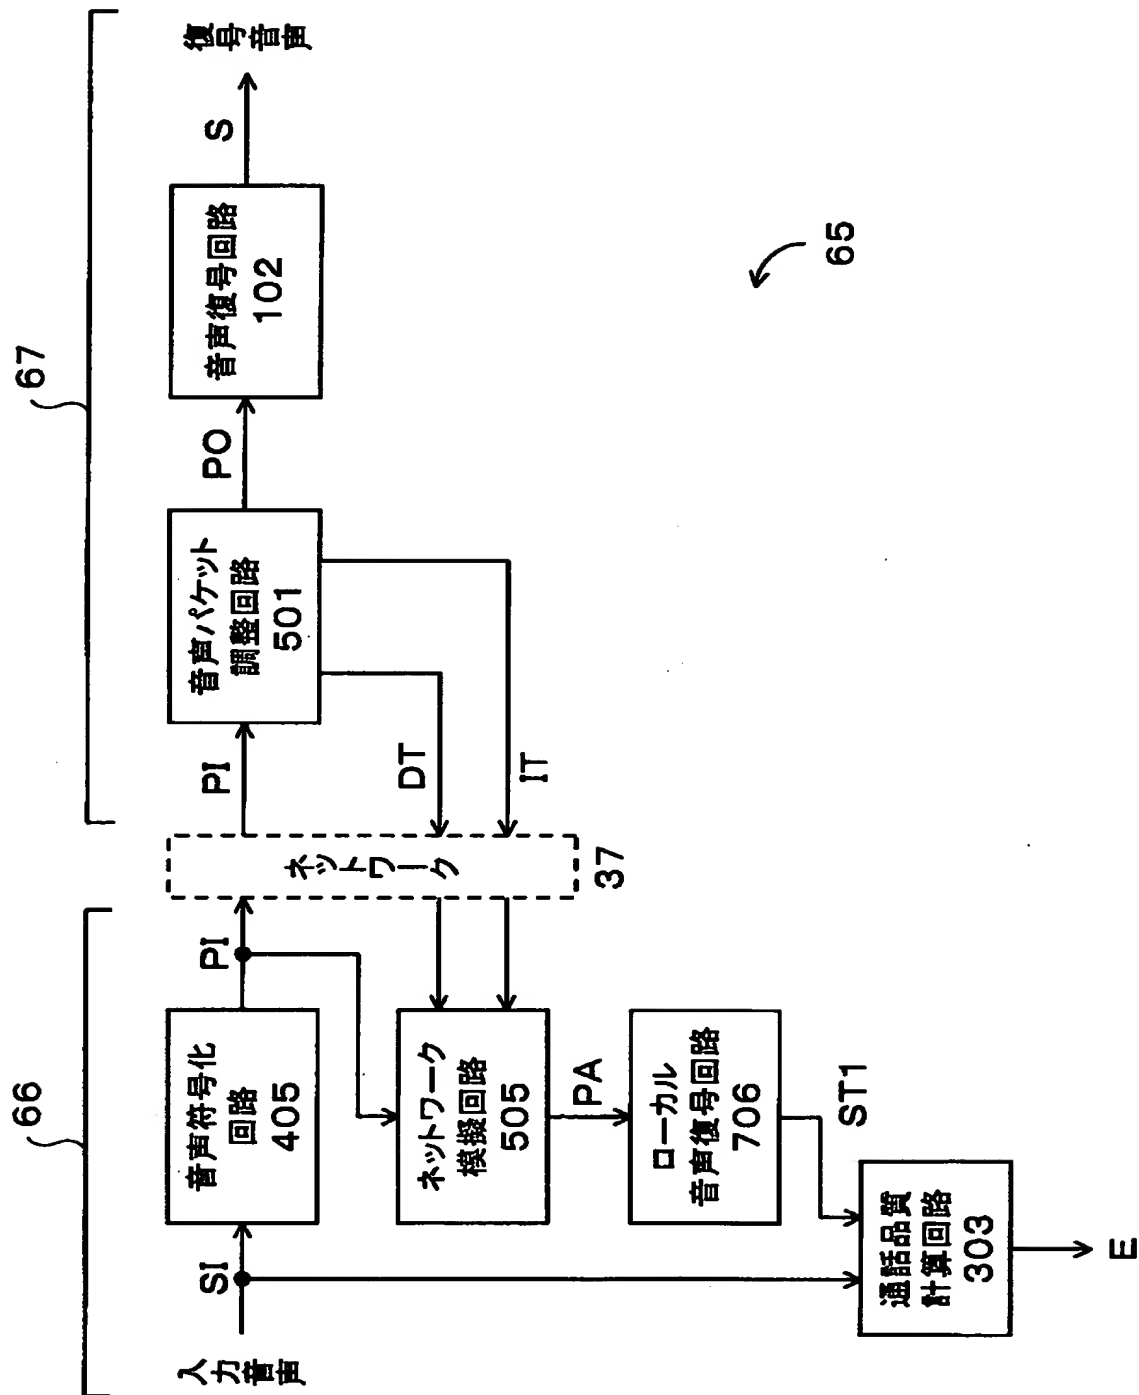 66
67
入力音声
SI
音声符号化
回路
405
PI
ネットワーク
37
PI
音声パケット
調整回路
501
PO
音声復号回路
102
S
復号音声
ネットワーク
模擬回路
505
DT
IT
PA
ローカル
音声復号回路
706
ST1
通話品質
計算回路
303
E
65